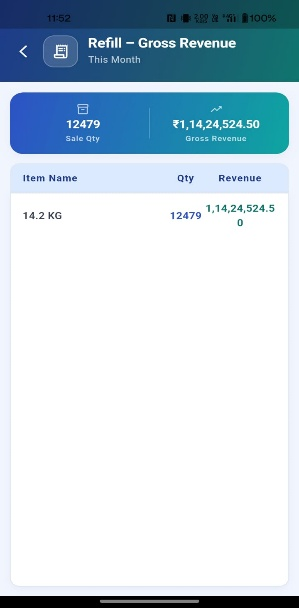 11:52
100%
Refill – Gross Revenue
This Month
12479
Sale Qty
₹1,14,24,524.50
Gross Revenue
Item Name Qty Revenue
14.2 KG 12479 1,14,24,524.5
0